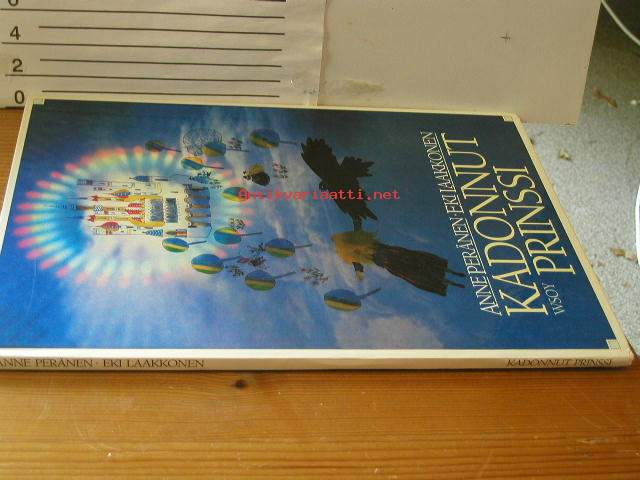 4
2
0
ANNE PERÄNEN · EKI LAAKKONEN
KADONNUT
PRINSSI
WSOY
Antikvariaatti.net
ANNE PERÄNEN · EKI LAAKKONEN KADONNUT PRINSSI